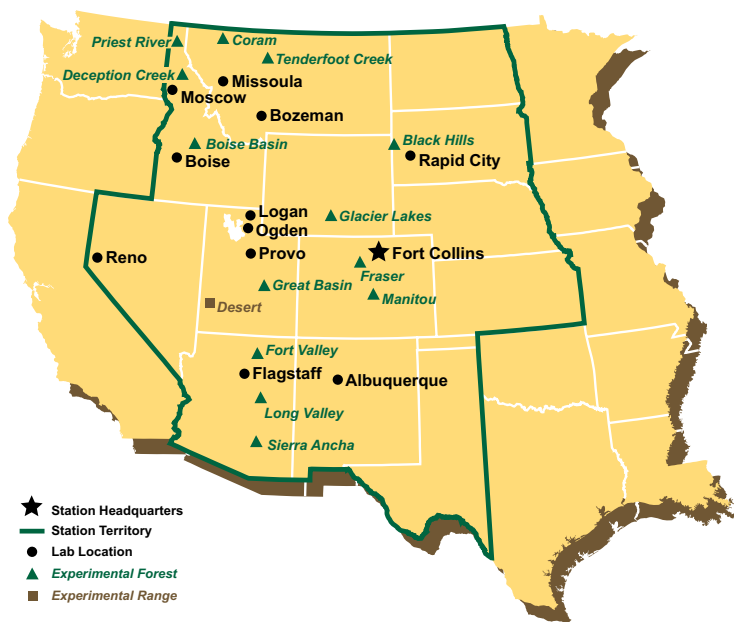 Priest River
Coram
Tenderfoot Creek
Deception Creek
Missoula
Moscow
Bozeman
Black Hills
Boise Basin
Rapid City
Boise
Logan
Glacier Lakes
Ogden
Provo
Fort Collins
Reno
Fraser
Great Basin
Manitou
Desert
Fort Valley
Flagstaff
Albuquerque
Long Valley
Sierra Ancha
Station Headquarters
Station Territory
Lab Location
Experimental Forest
Experimental Range